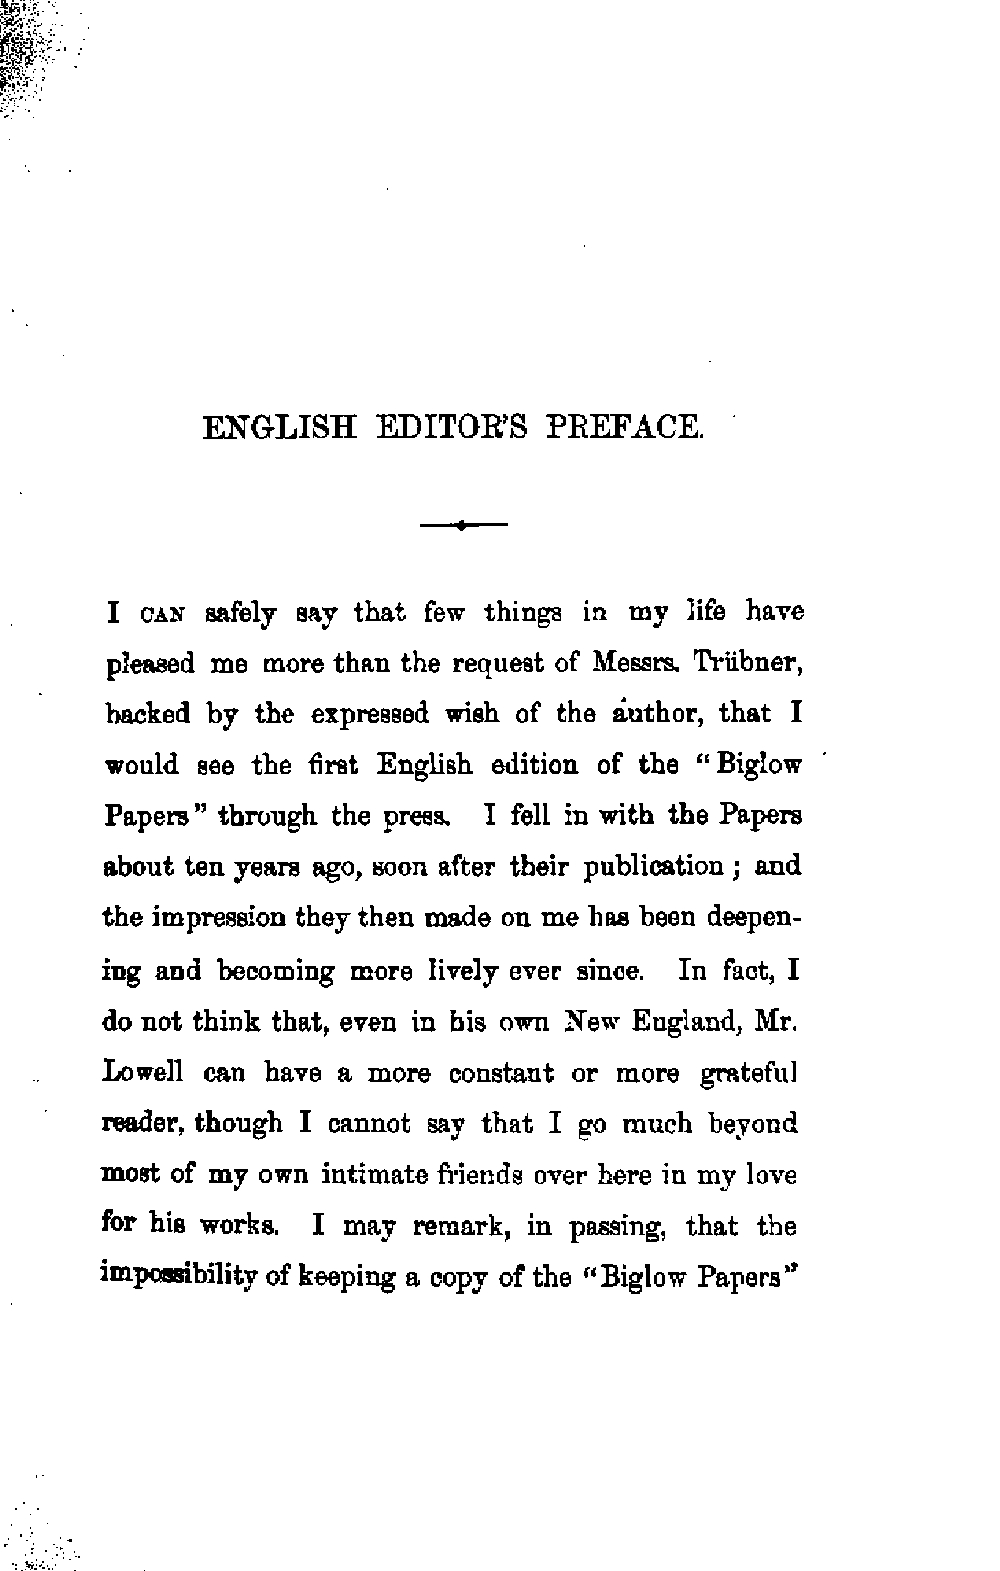 ENGLISH EDITOR'S PREFACE.
I CAN safely say that few things in my life have
pleased me more than the request of Messrs. Trübner,
backed by the expressed wish of the author, that I
would see the first English edition of the "Biglow
Papers" through the press. I fell in with the Papers
about ten years ago, soon after their publication; and
the impression they then made on me has been deepen-
ing and becoming more lively ever since. In fact, I
do not think that, even in his own New England, Mr.
Lowell can have a more constant or more grateful
reader, though I cannot say that I go much beyond
most of my own intimate friends over here in my love
for his works. I may remark, in passing, that the
impossibility of keeping a copy of the "Biglow Papers"